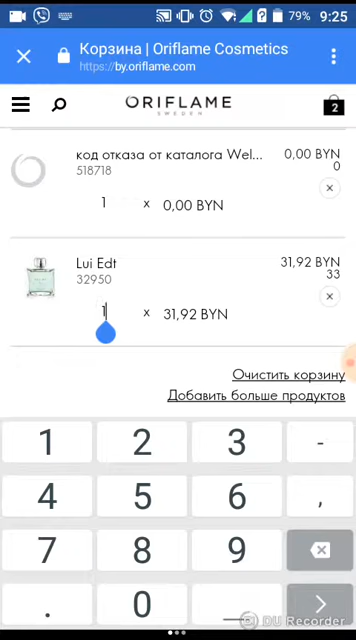 79% 9:25
Корзина | Oriflame Cosmetics
https://by.oriflame.com
ORIFLAME
SWEDEN
2
код отказа от каталога Wel...
0,00 BYN
518718
0
1 x 0,00 BYN
Lui Edt
31,92 BYN
32950
33
1 x 31,92 BYN
Очистить корзину
Добавить больше продуктов
1 2 3 -
4 5 6 ,
7 8 9
. 0
DU Recorder